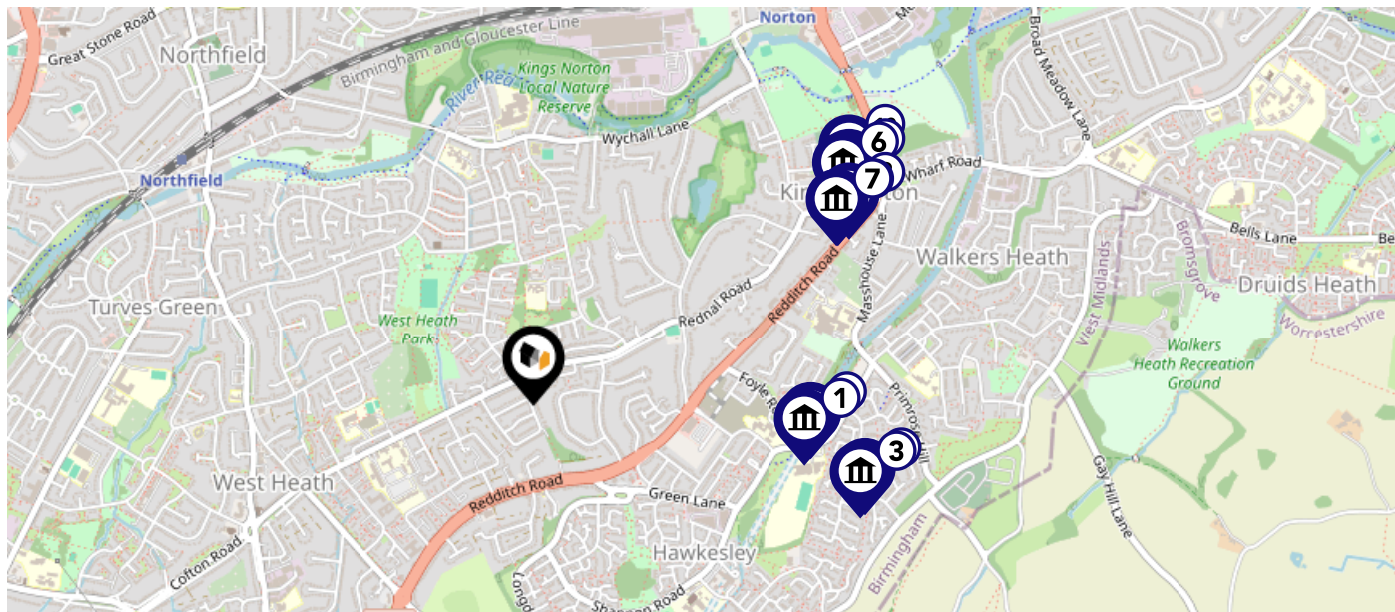 Great Stone Road
Northfield
Birmingham and Gloucester Line
Norton
Broad Meadow Lane
River Rea
Kings Norton
Local Nature
Reserve
Wychall Lane
Northfield
6
7
Wharf Road
Walkers Heath
Bells Lane
Druids Heath
Bromsgrove
West Midlands
Worcestershire
Masshouse Lane
Redditch Road
Rednal Road
Turves Green
West Heath
Park
Walkers
Heath Recreation
Ground
1
3
Primrose Hill
West Heath
Redditch Road
Green Lane
Gay Hill Lane
Hawkesley
Birmingham
Cofton Road